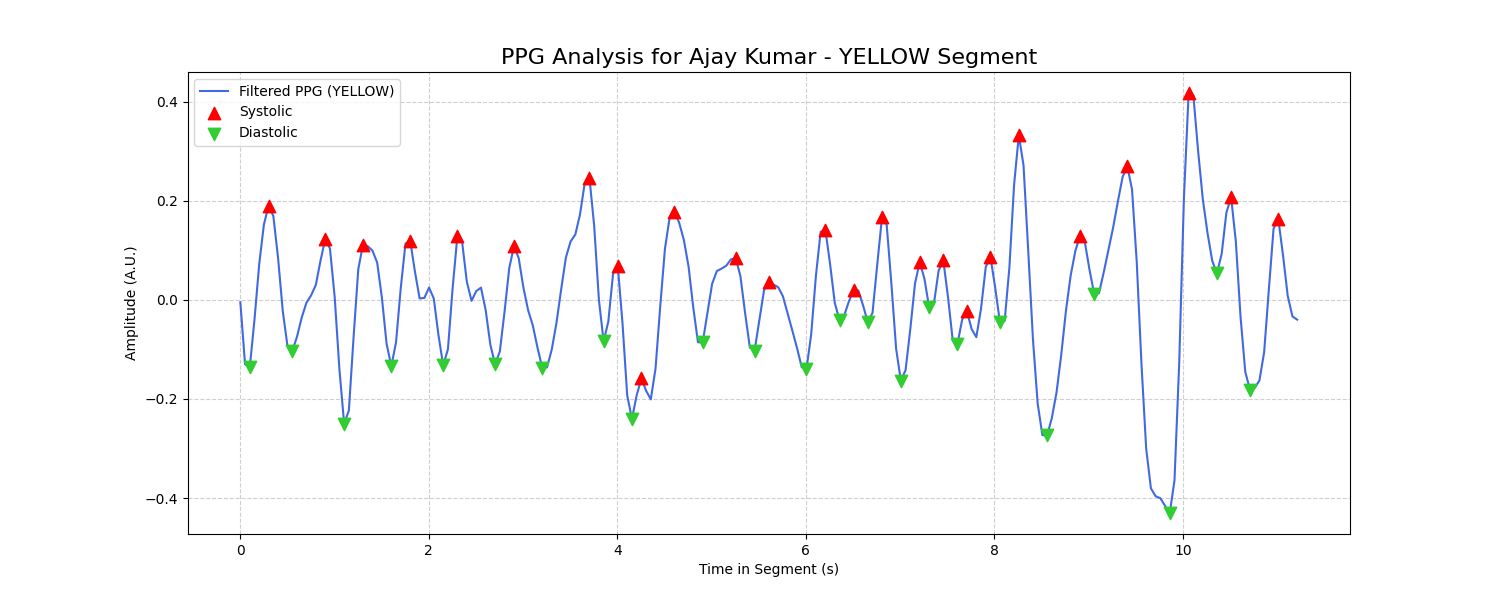 PPG Analysis for Ajay Kumar - YELLOW Segment
Filtered PPG (YELLOW)
Systolic
Diastolic
Amplitude (A.U.)
0.4
0.2
0.0
−0.2
−0.4
0 2 4 6 8 10
Time in Segment (s)